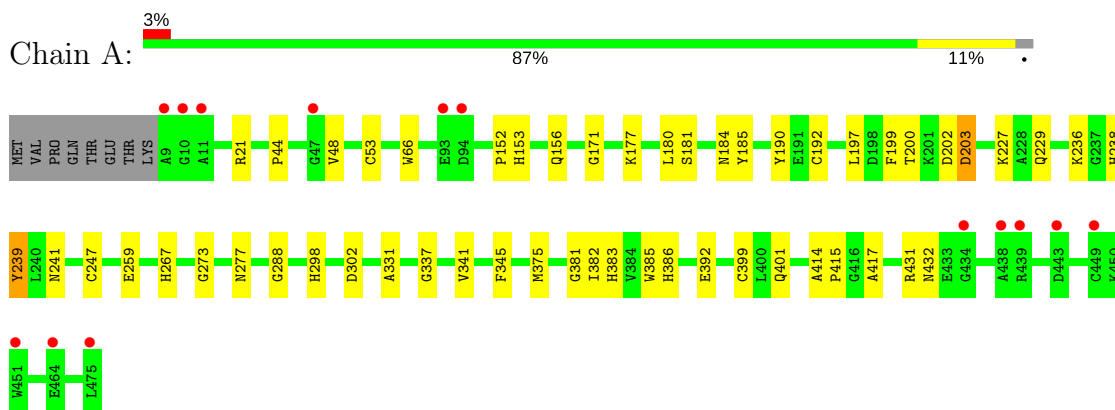 3%
Chain A:
87%
11%
•
MET VAL PRO GLN THR GLU THR LYS A9 G10 A11 R21 P44 G47 V48 C53 W66 E93 D94 P152 H153 Q156 G171 K177 L180 S181 N184 Y185 Y190 E191 C192 L197 D198 F199 T200 K201 D202 D203 K227 A228 Q229 K236 G237 H238
Y239 L240 N241 C247 E259 H267 G273 N277 G288 H298 D302 A331 G337 V341 F345 M375 G381 I382 H383 V384 W385 H386 E392 C399 L400 Q401 A414 P415 G416 A417 R431 N432 E433 G434 A438 R439 D443 C449 K450
W451 E464 L475